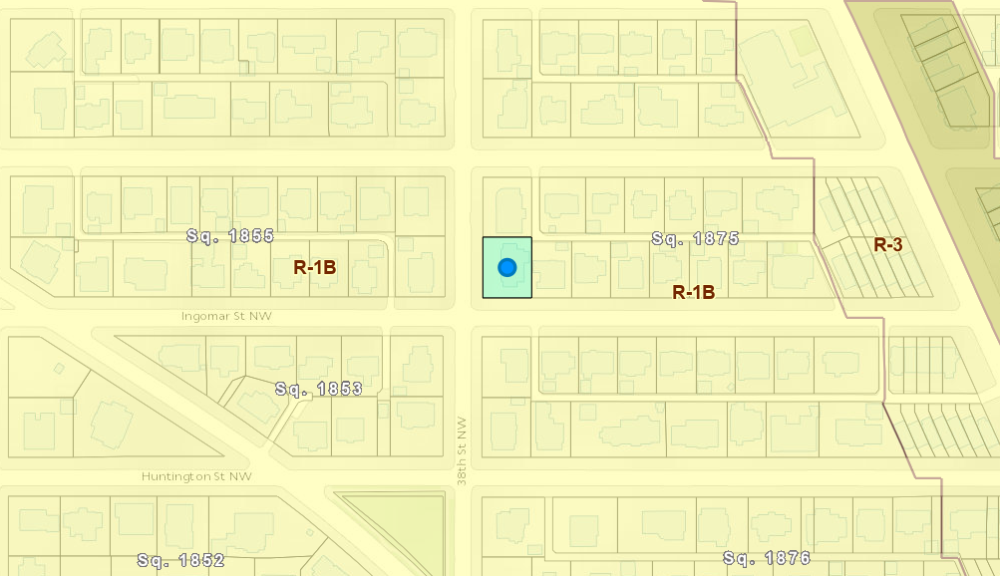 Sq. 1855
Sq. 1875
R-3
R-1B
R-1B
Ingomar St NW
Sq. 1853
38th St NW
Huntington St NW
Sq. 1852
Sq. 1876